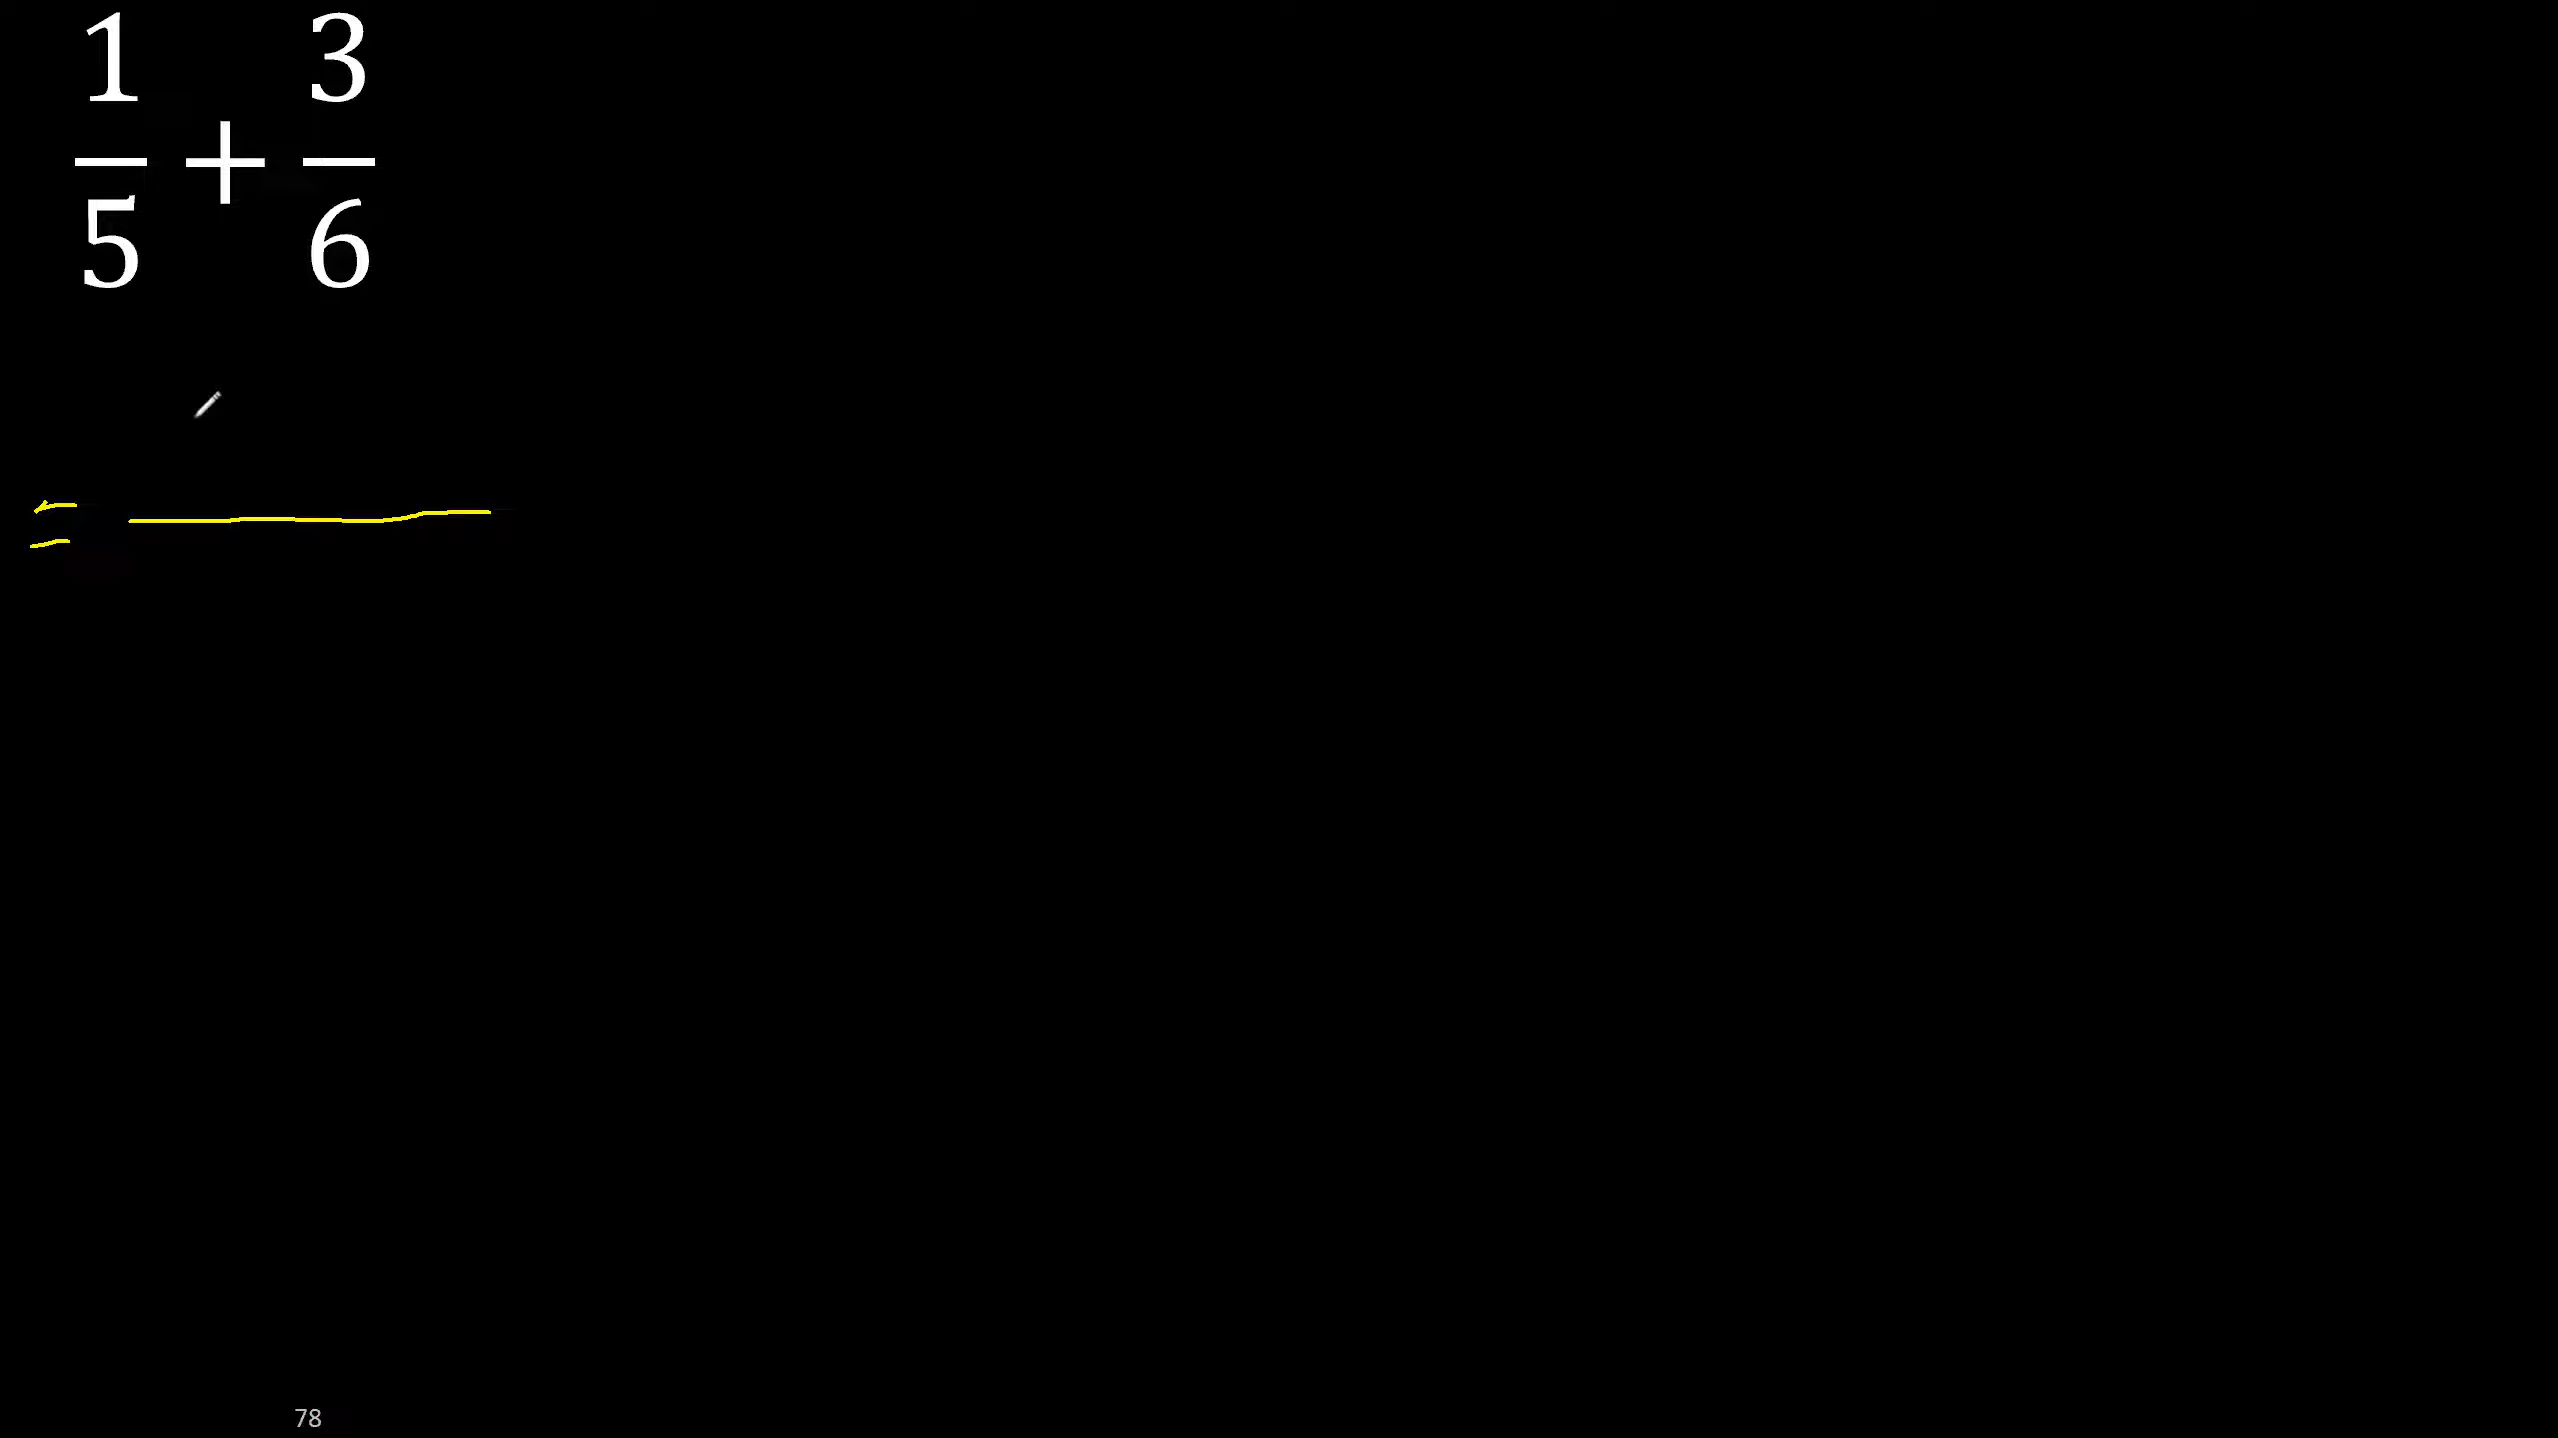 1/5 + 3/6
=
78